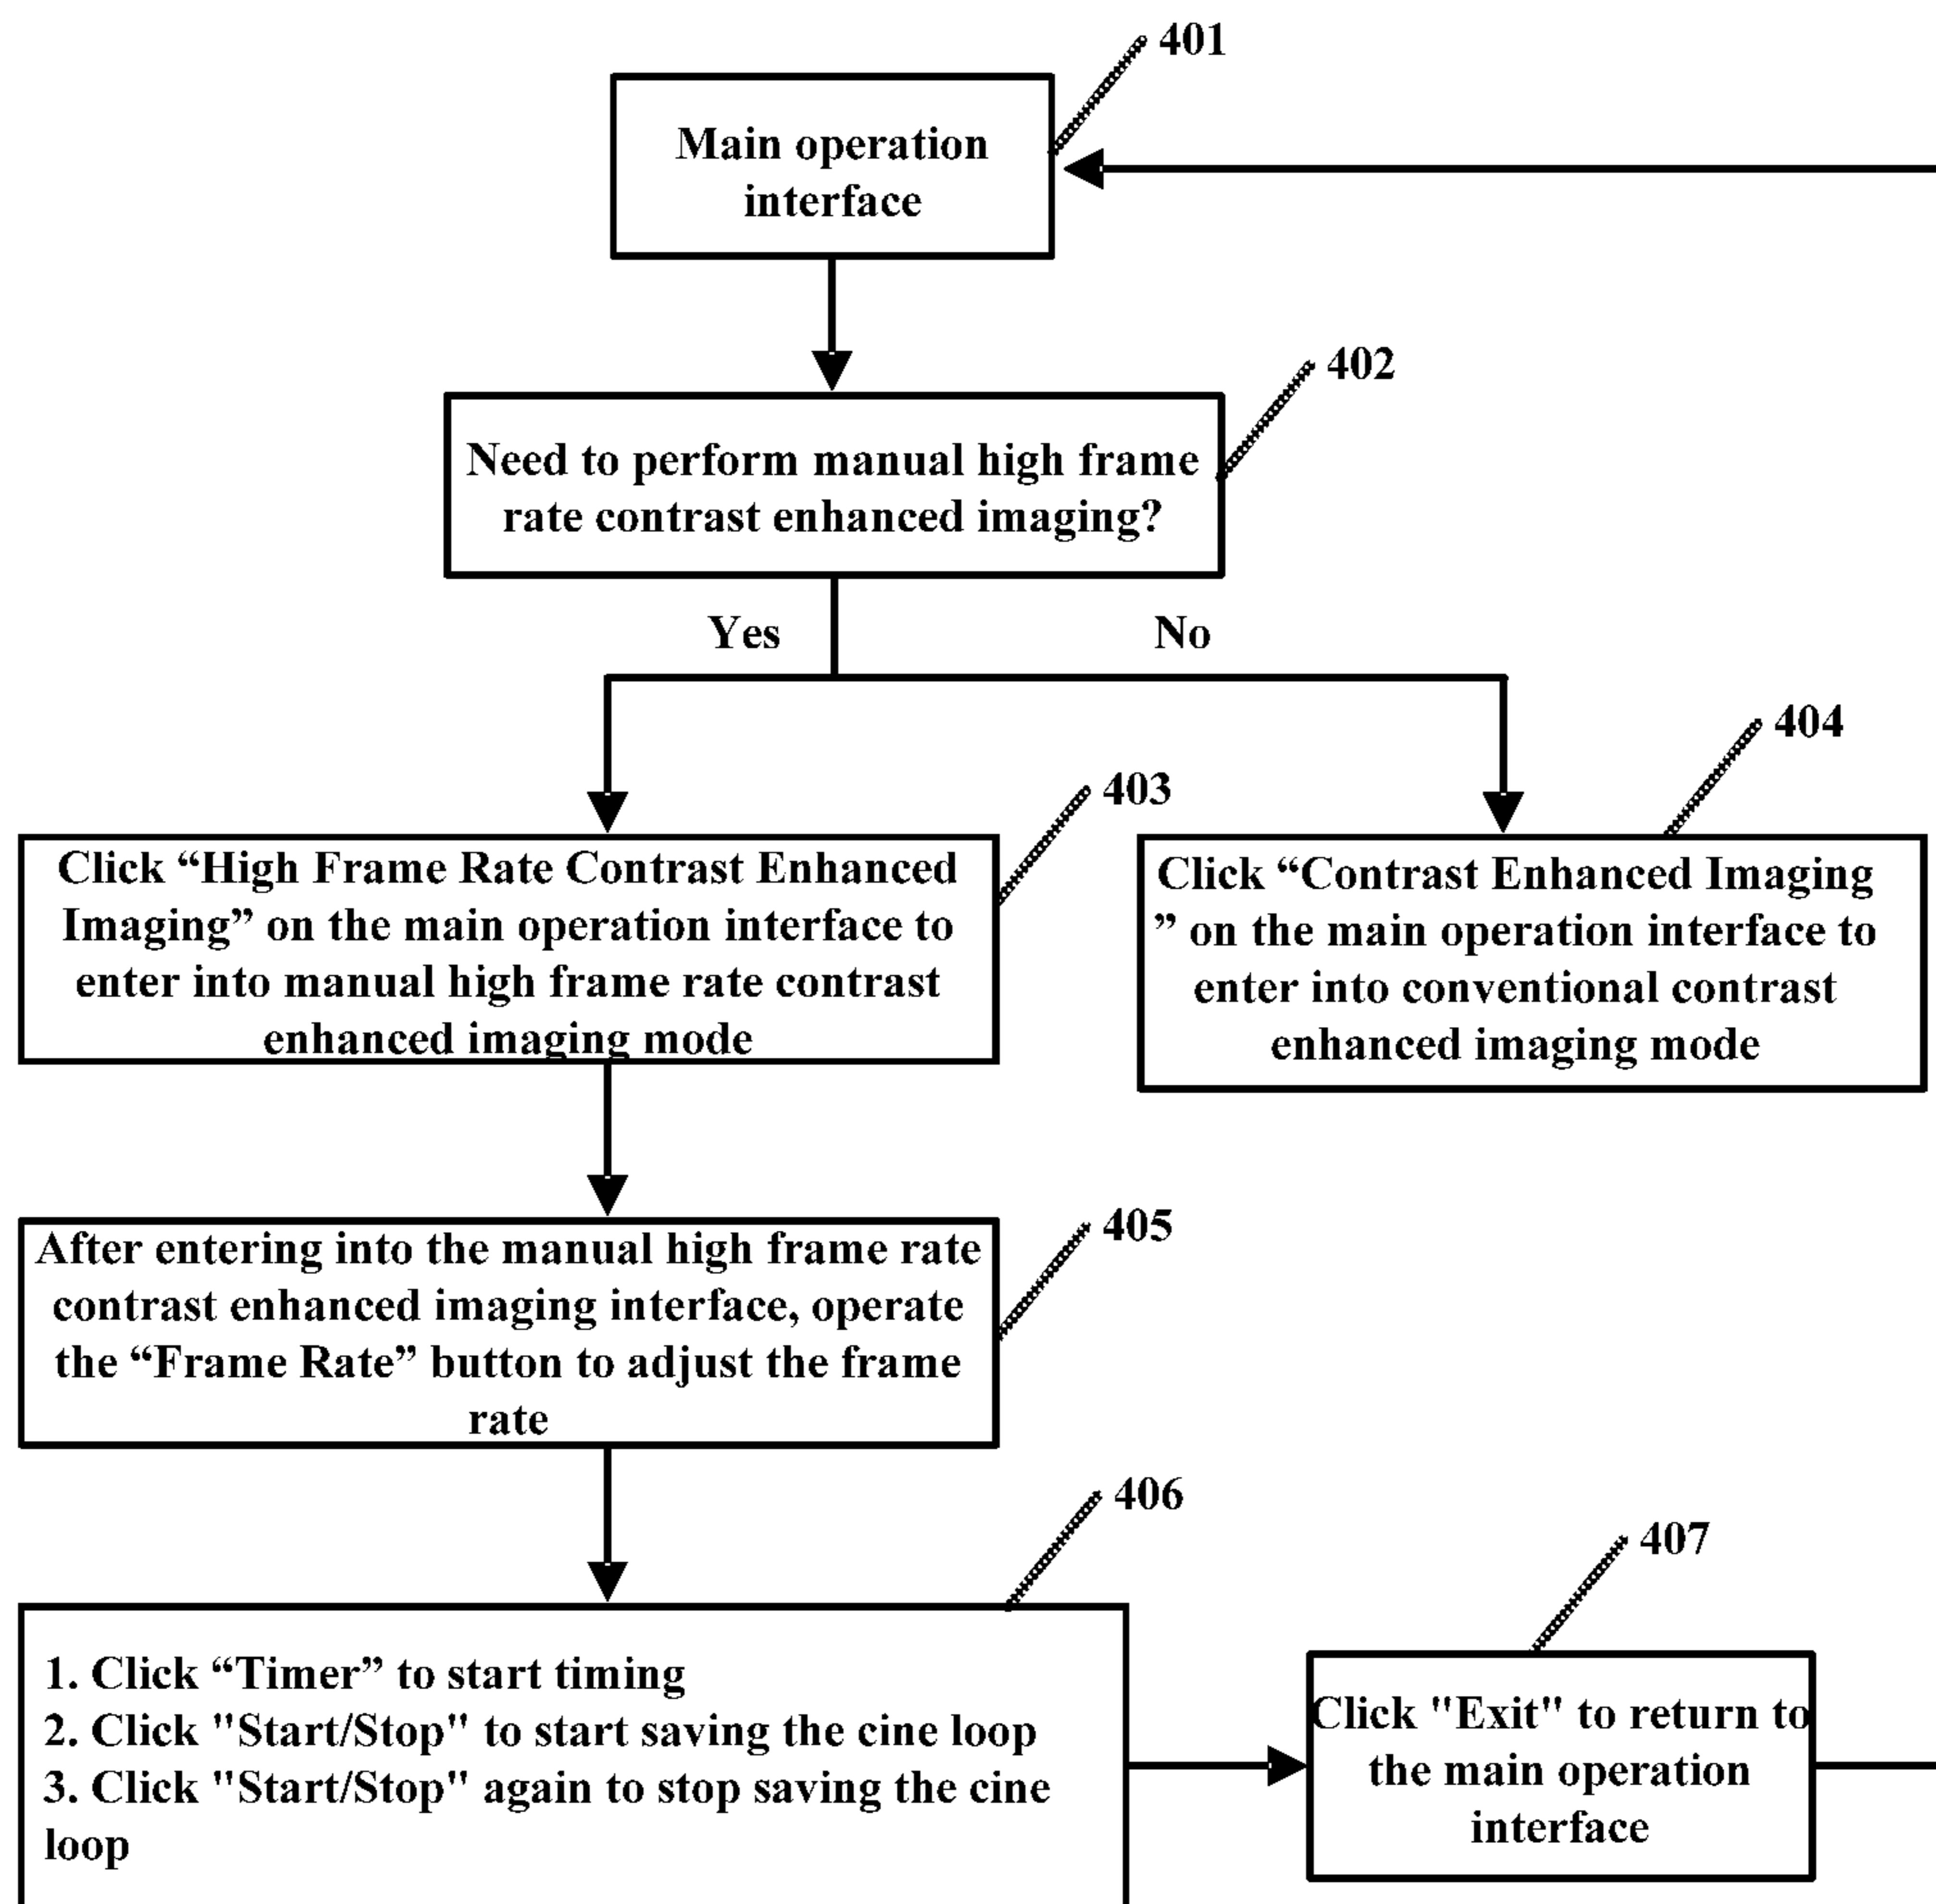 401
Main operation
interface
402
Need to perform manual high frame
rate contrast enhanced imaging?
Yes
No
404
403
Click “High Frame Rate Contrast Enhanced
Imaging” on the main operation interface to
enter into manual high frame rate contrast
enhanced imaging mode
Click “Contrast Enhanced Imaging
” on the main operation interface to
enter into conventional contrast
enhanced imaging mode
405
After entering into the manual high frame rate
contrast enhanced imaging interface, operate
the “Frame Rate” button to adjust the frame
rate
406
407
1. Click “Timer” to start timing
2. Click "Start/Stop" to start saving the cine loop
3. Click "Start/Stop" again to stop saving the cine
loop
Click "Exit" to return to
the main operation
interface